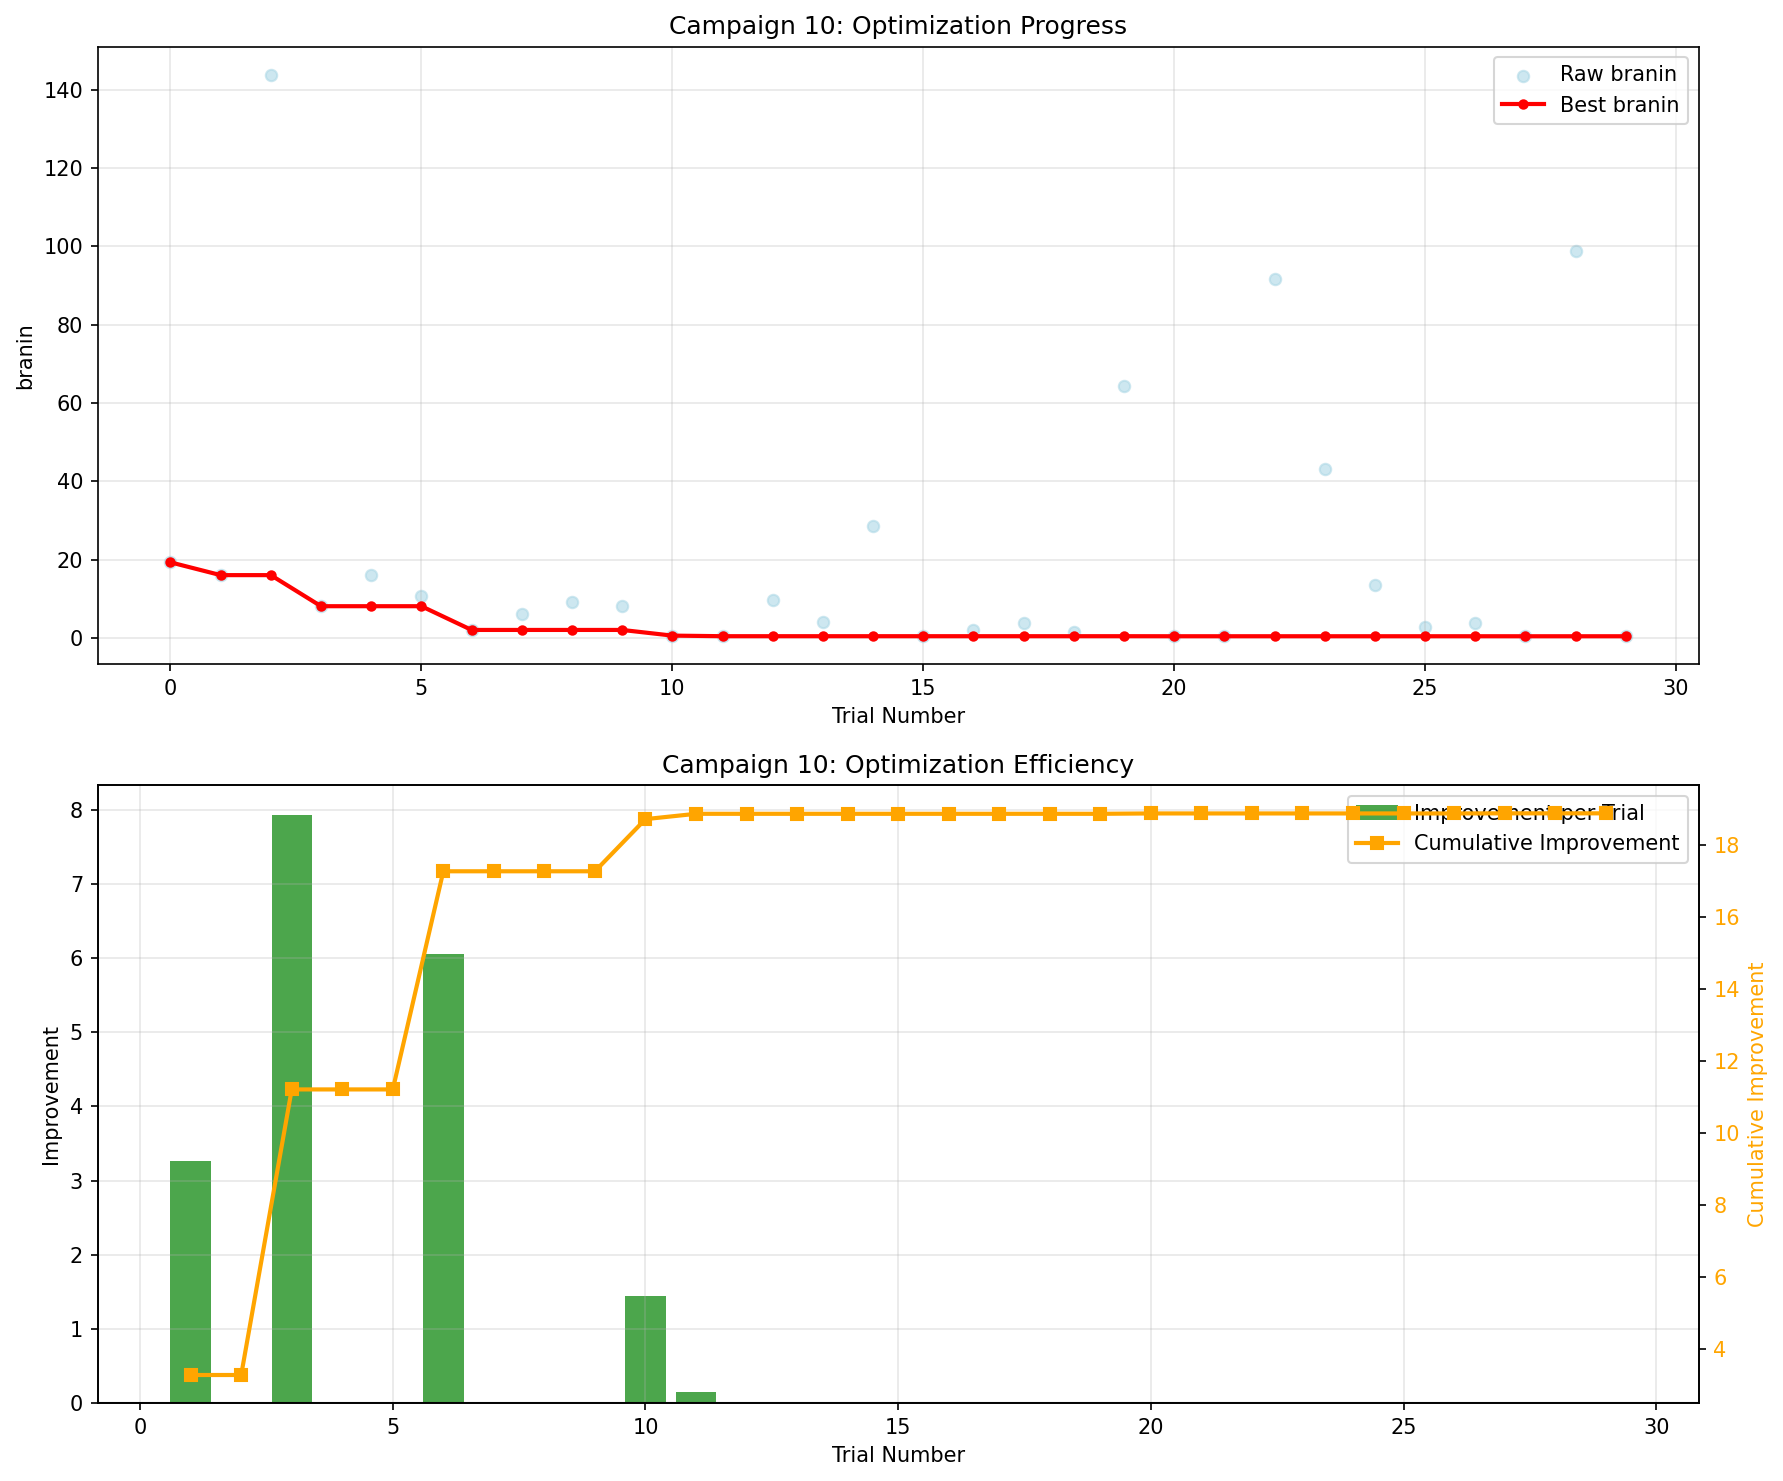 Campaign 10: Optimization Progress
140
120
100
80
60
40
20
0
branin
Raw branin
Best branin
0 5 10 15 20 25 30
Trial Number
Campaign 10: Optimization Efficiency
8
7
6
5
4
3
2
1
0
Improvement
Improvement per Trial
Cumulative Improvement
18
16
14
12
10
8
6
4
Cumulative Improvement
0 5 10 15 20 25 30
Trial Number